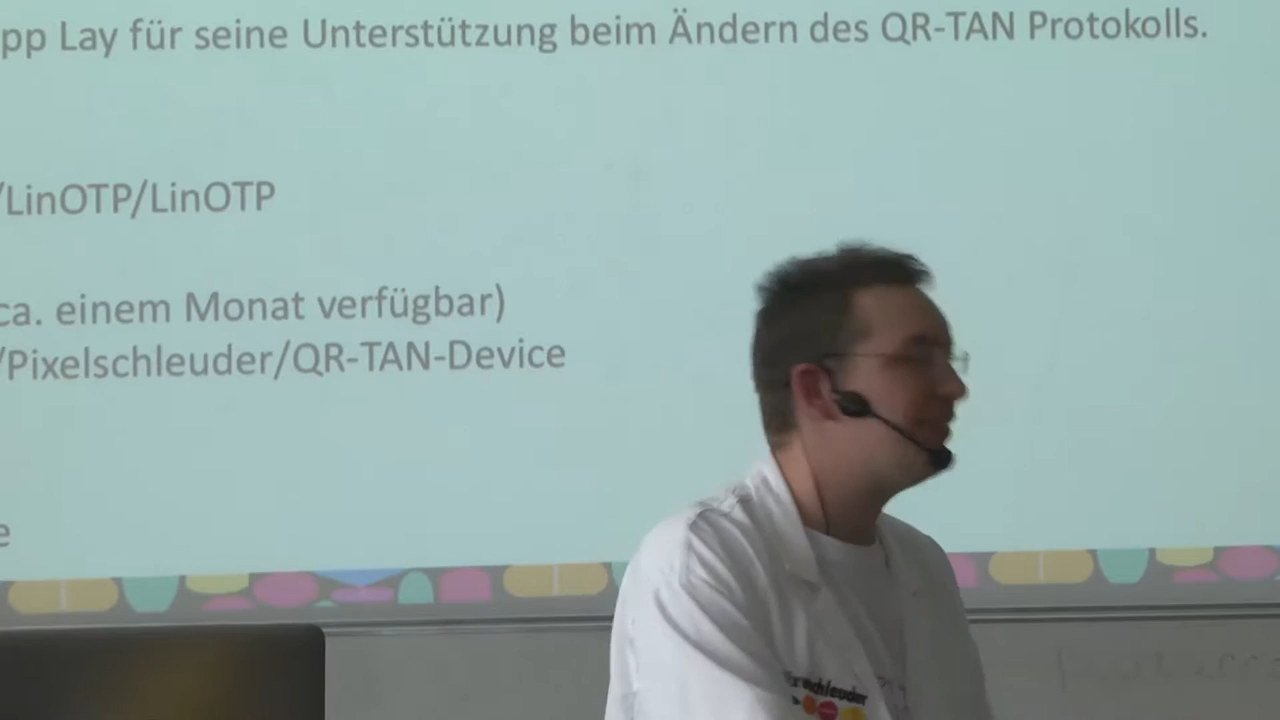 pp Lay für seine Unterstützung beim Ändern des QR-TAN Protokolls.
/LinOTP/LinOTP
ca. einem Monat verfügbar)
/Pixelschleuder/QR-TAN-Device
e